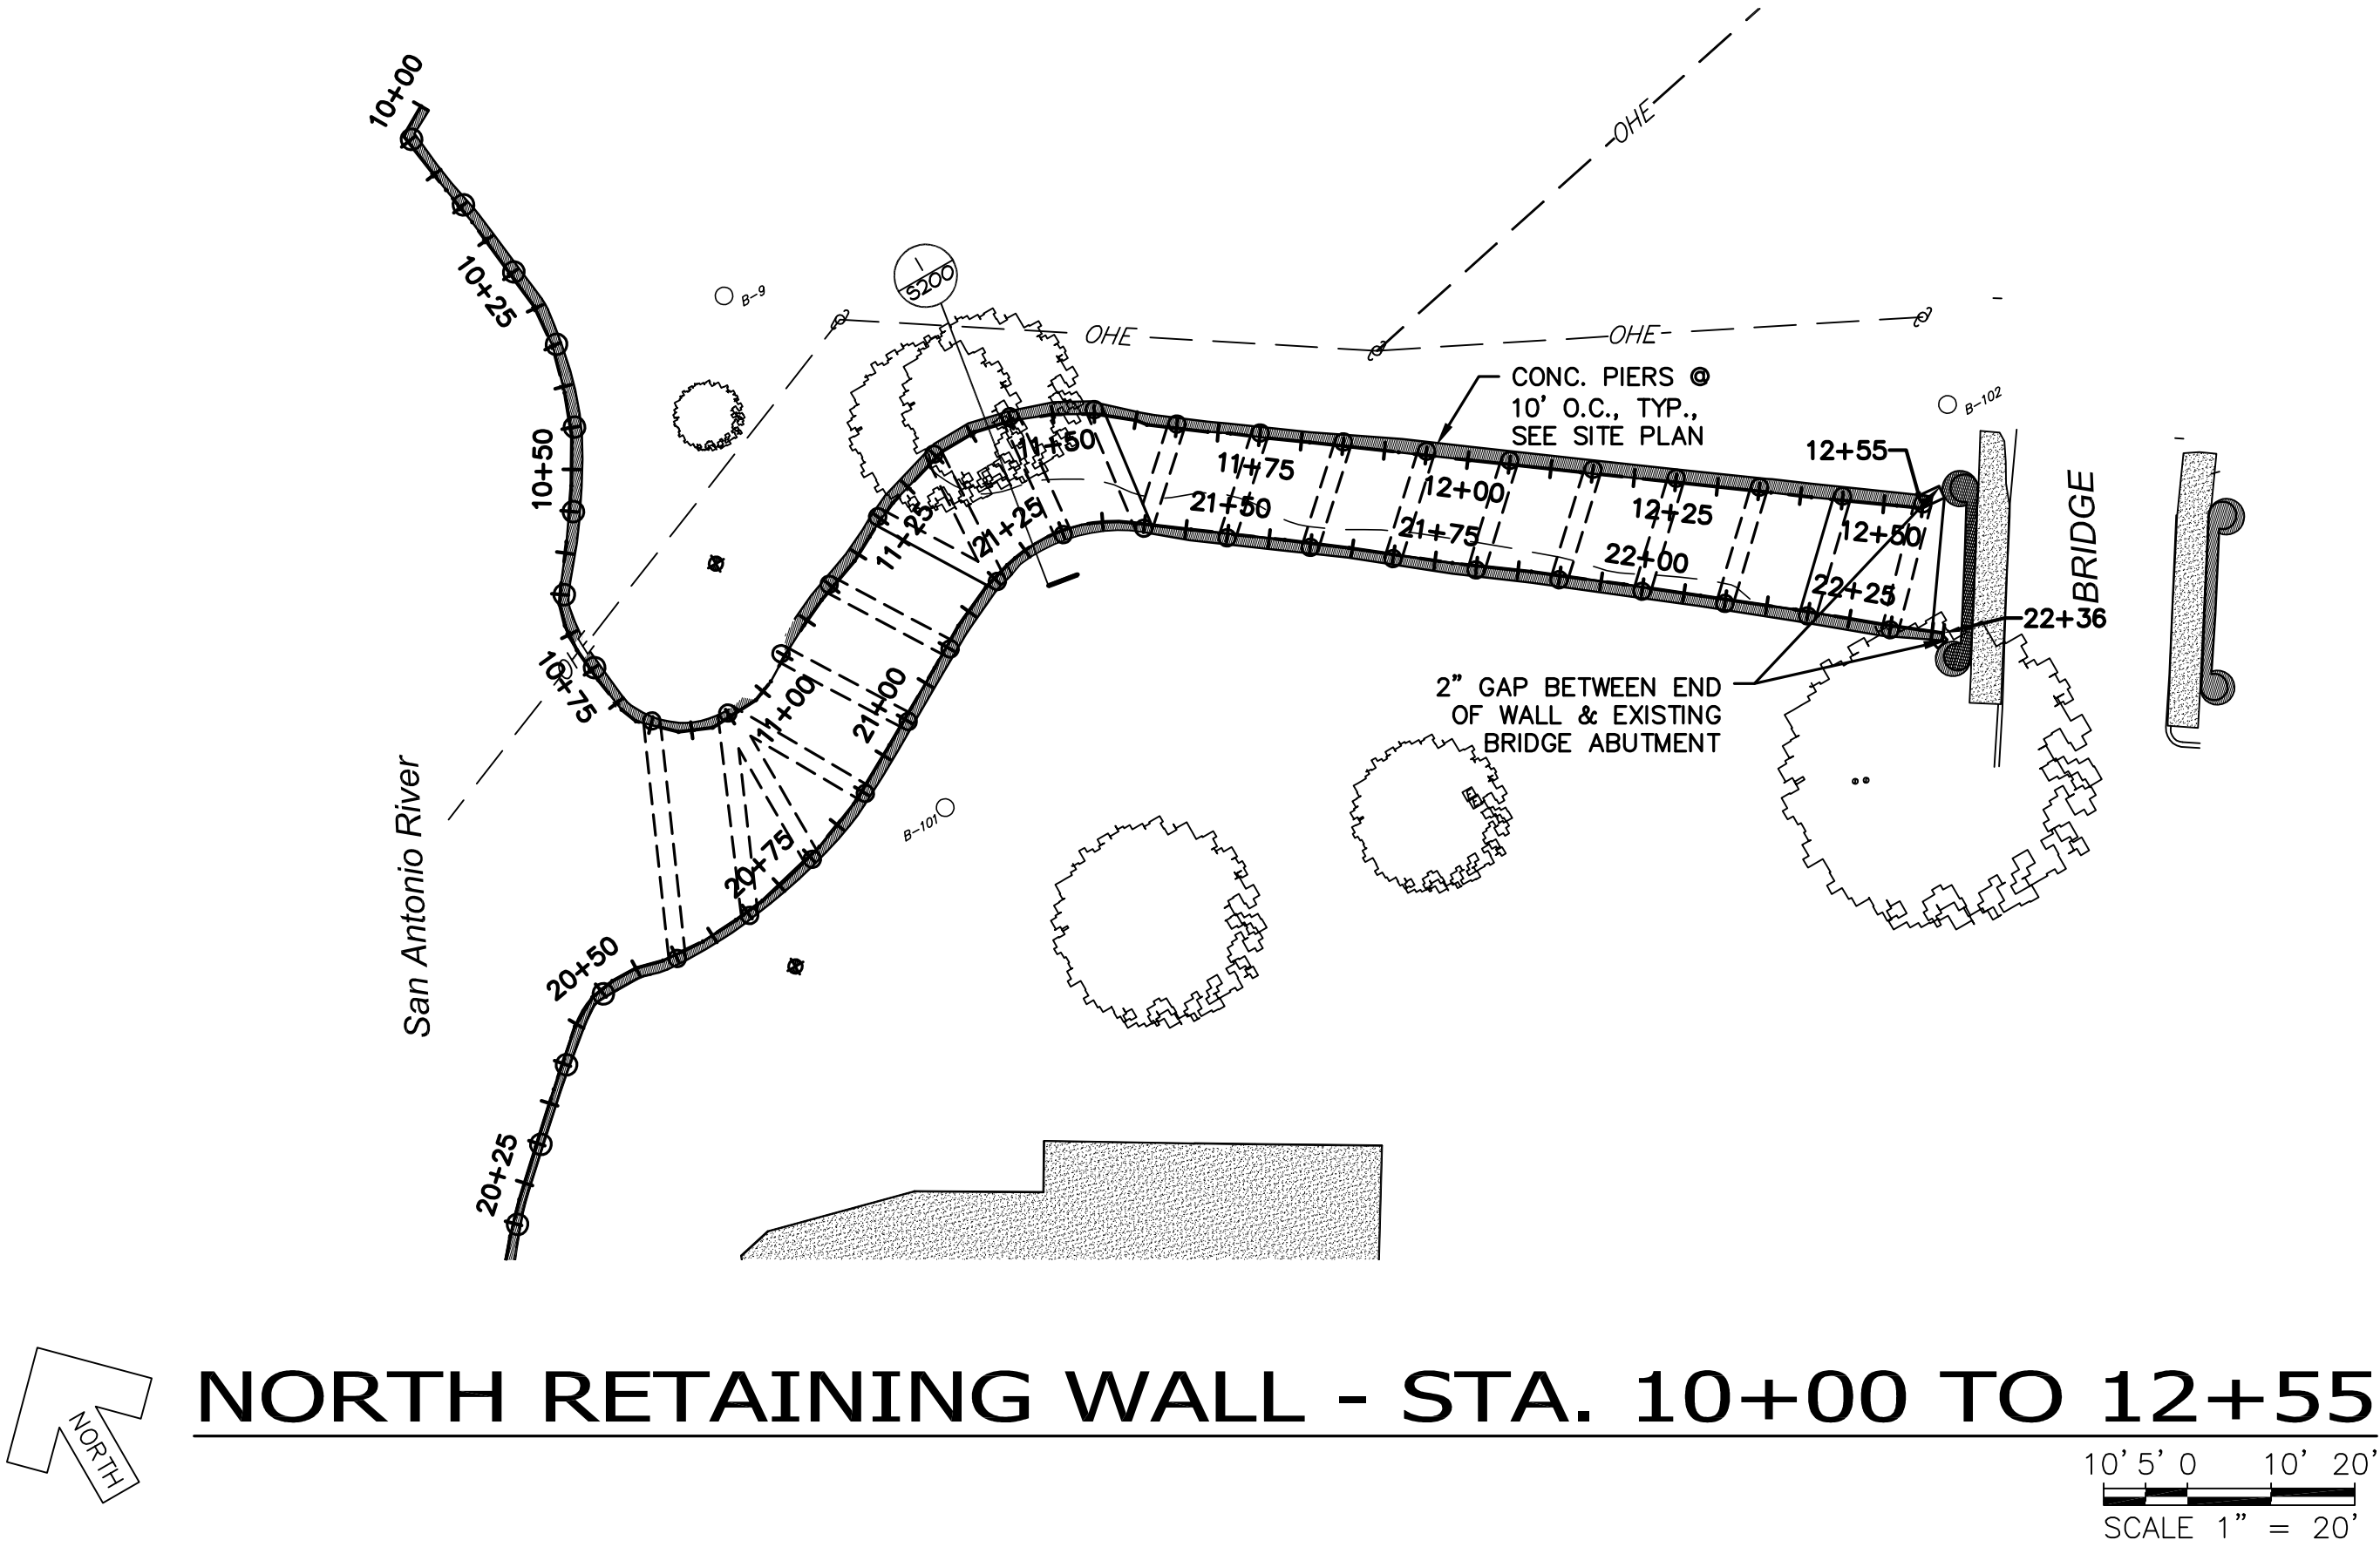 10+00
10+25
10+50
10+75
11+00
11+25
11+50
11+75
12+00
12+25
12+50
12+55
20+25
20+50
20+75
21+00
21+25
21+50
21+75
22+00
22+25
22+36
B-9
1
S200
OHE
OHE
OHE
OHE
CONC. PIERS @
10' O.C., TYP.,
SEE SITE PLAN
B-102
BRIDGE
2" GAP BETWEEN END
OF WALL & EXISTING
BRIDGE ABUTMENT
B-101
San Antonio River
NORTH
NORTH RETAINING WALL - STA. 10+00 TO 12+55
10' 5' 0 10' 20'
SCALE 1" = 20'